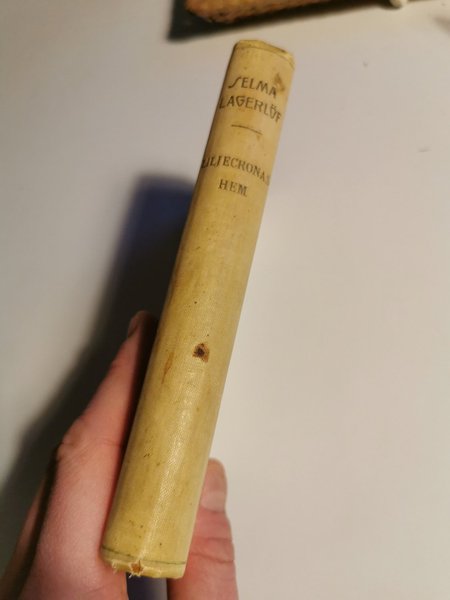 SELMA
LAGERLÖF
LILJECRONAS
HEM